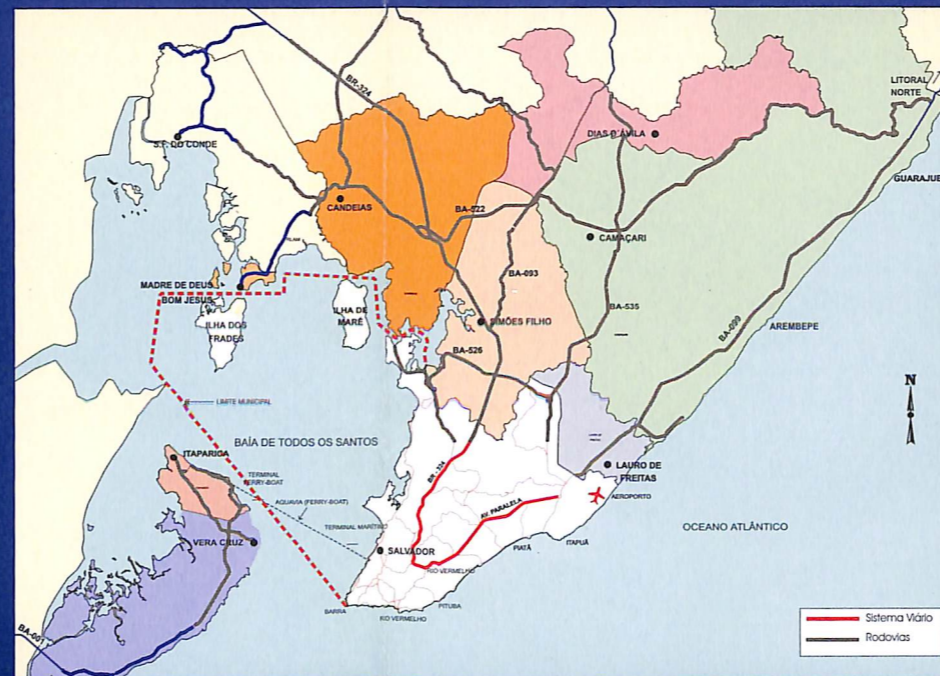 BR-324
LITORAL
NORTE
DIAS D'ÁVILA
S.F. DO CONDE
GUARAJUBA
CANDEIAS
BA-522
CAMAÇARI
BA-093
MADRE DE DEUS
BOM JESUS
ILHA DOS
FRADES
ILHA DE
MARÉ
SIMÕES FILHO
BA-535
BA-099
AREMBEPE
BA-526
N
LIMITE MUNICIPAL
BAÍA DE TODOS OS SANTOS
ITAPARICA
TERMINAL
FERRY-BOAT
AQUAVIA (FERRY-BOAT)
TERMINAL MARÍTIMO
BR - 324
AV. PARALELA
LAURO DE
FREITAS
AEROPORTO
OCEANO ATLÂNTICO
VERA CRUZ
SALVADOR
PIATÃ
ITAPUÃ
RIO VERMELHO
PITUBA
BARRA
RIO VERMELHO
BA-001
Sistema Viário
Rodovias